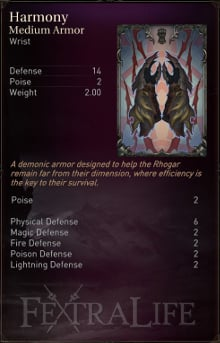 Harmony
Medium Armor
Wrist
Defense 14
Poise 2
Weight 2.00
A demonic armor designed to help the Rhogar
remain far from their dimension, where efficiency is
the key to their survival.
Poise 2
Physical Defense 6
Magic Defense 2
Fire Defense 2
Poison Defense 2
Lightning Defense 2
FEXTRALIFE